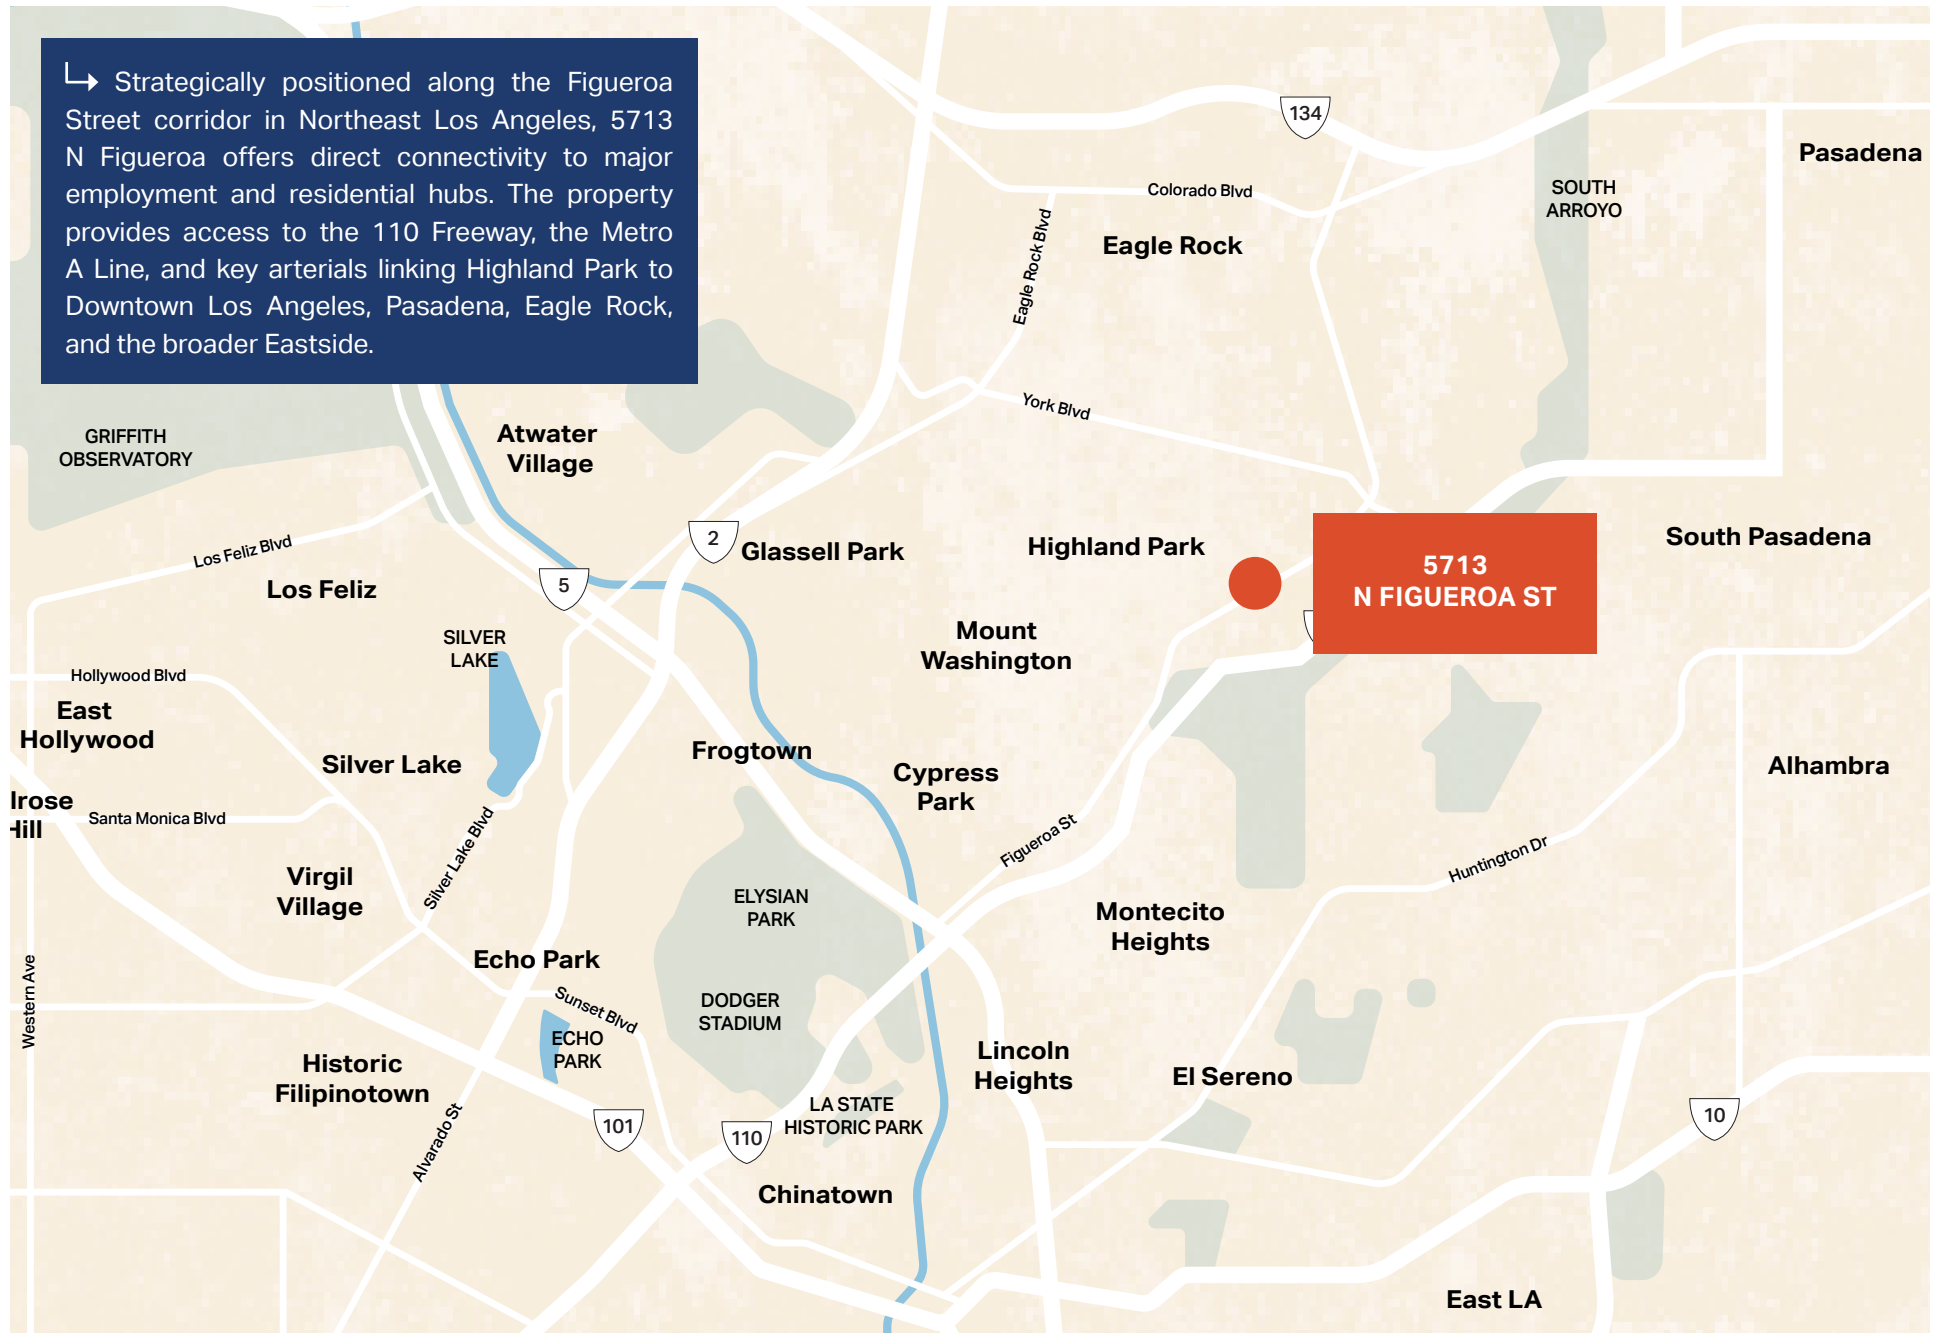 Strategically positioned along the Figueroa
Street corridor in Northeast Los Angeles, 5713
N Figueroa offers direct connectivity to major
employment and residential hubs. The property
provides access to the 110 Freeway, the Metro
A Line, and key arterials linking Highland Park to
Downtown Los Angeles, Pasadena, Eagle Rock,
and the broader Eastside.
134
Pasadena
SOUTH
ARROYO
Colorado Blvd
Eagle Rock Blvd
Eagle Rock
York Blvd
GRIFFITH
OBSERVATORY
Atwater
Village
Los Feliz Blvd
2
Glassell Park
Highland Park
5713
N FIGUEROA ST
South Pasadena
5
Los Feliz
SILVER
LAKE
Mount
Washington
Hollywood Blvd
East
Hollywood
Silver Lake
Frogtown
Cypress
Park
Alhambra
lrose
Hill
Santa Monica Blvd
Silver Lake Blvd
Figueroa St
Huntington Dr
Virgil
Village
ELYSIAN
PARK
Montecito
Heights
Western Ave
Echo Park
Sunset Blvd
DODGER
STADIUM
ECHO
PARK
Historic
Filipinotown
Lincoln
Heights
El Sereno
Alvarado St
101
110
LA STATE
HISTORIC PARK
10
Chinatown
East LA